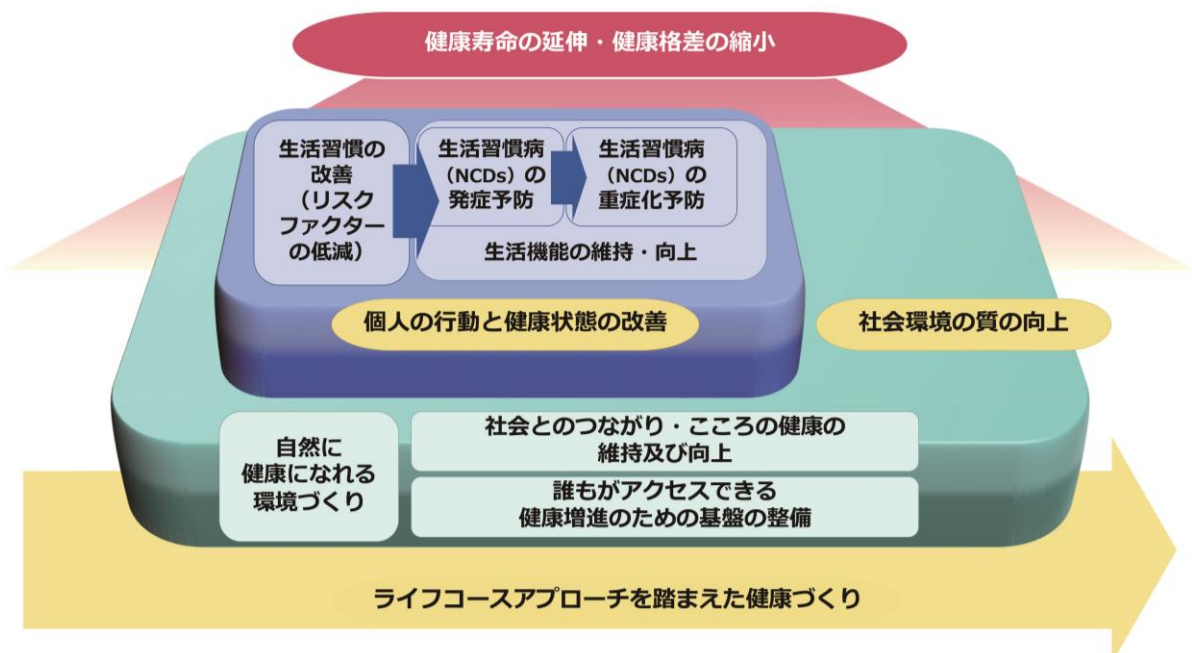 健康寿命の延伸・健康格差の縮小
生活習慣の
改善
（リスク
ファクター
の低減）
生活習慣病
（NCDs）の
発症予防
生活習慣病
（NCDs）の
重症化予防
生活機能の維持・向上
個人の行動と健康状態の改善
社会環境の質の向上
自然に
健康になれる
環境づくり
社会とのつながり・こころの健康の
維持及び向上
誰もがアクセスできる
健康増進のための基盤の整備
ライフコースアプローチを踏まえた健康づくり